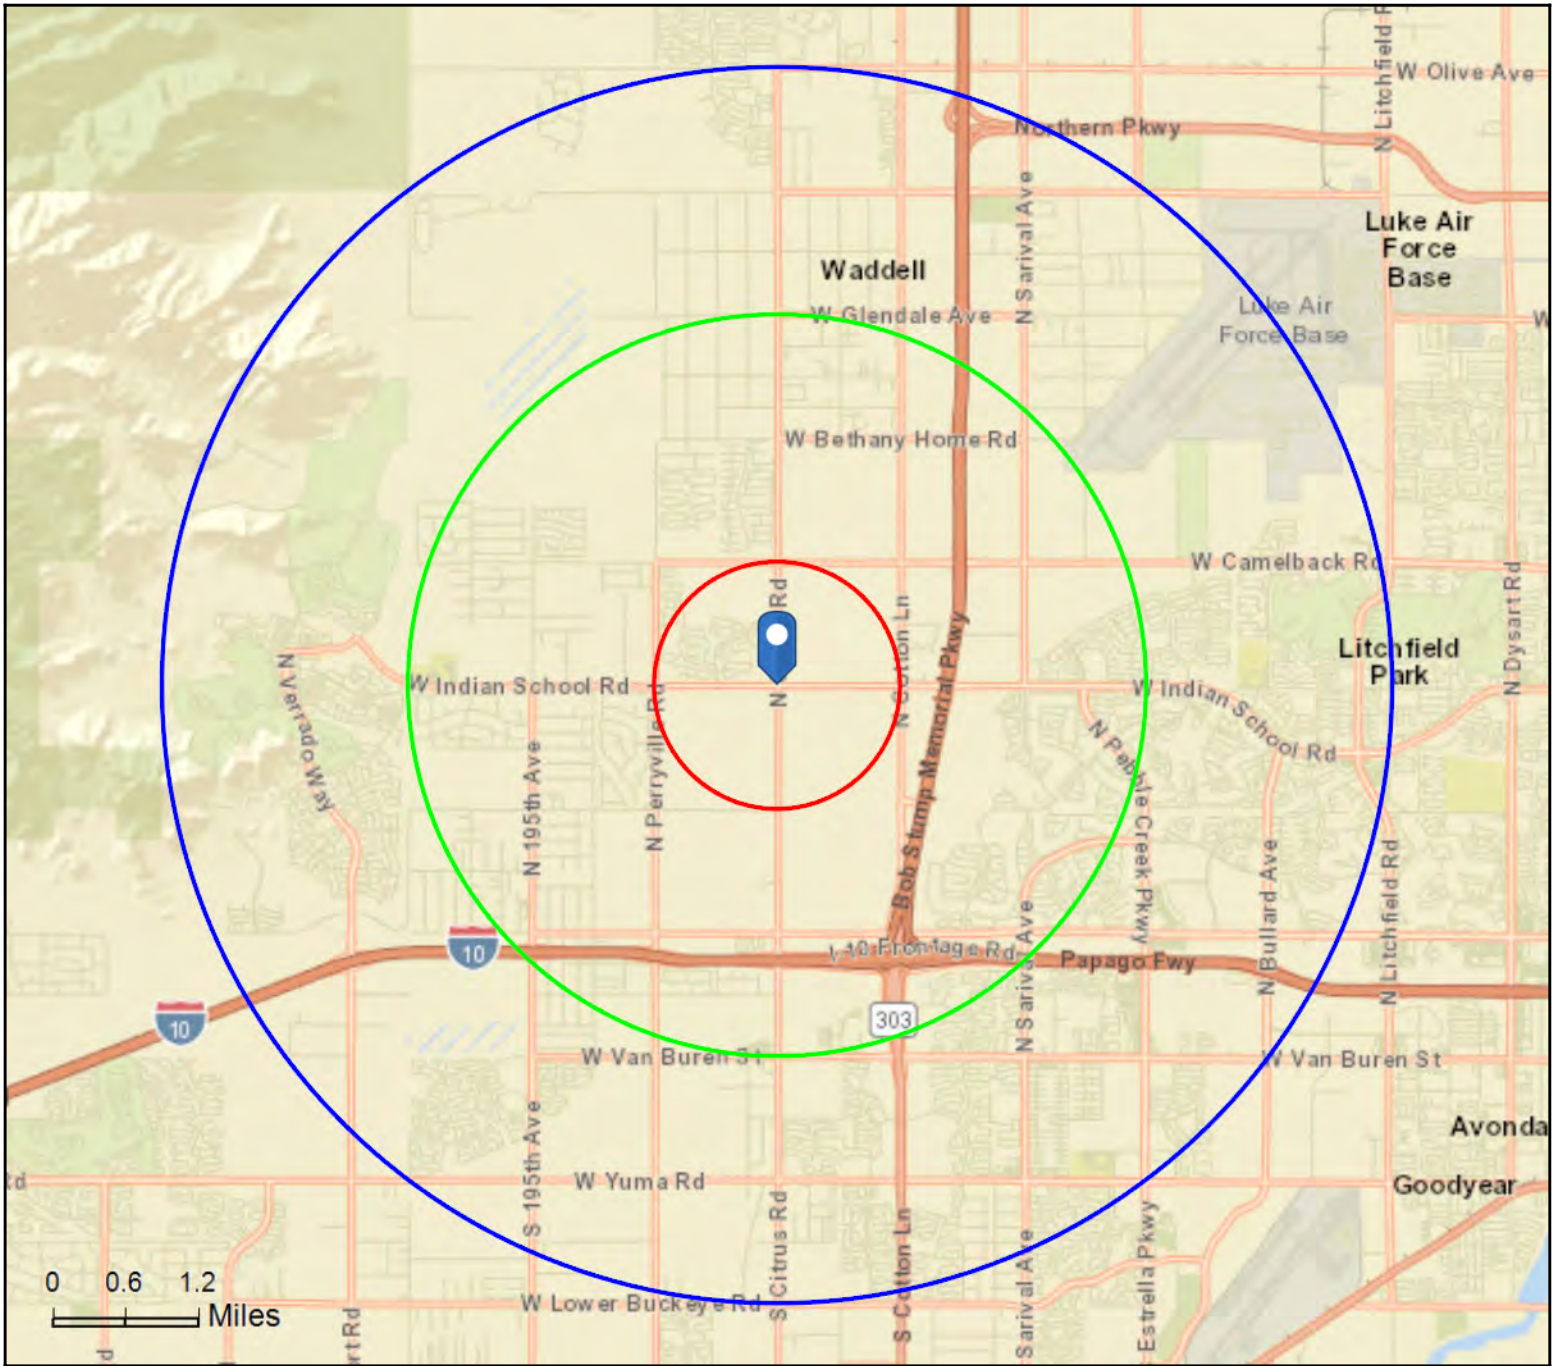 N Litchfield R
W Olive Ave
Northern Pkwy
N Sarival Ave
Luke Air
Force
Base
Waddell
W Glendale Ave
Luke Air
Force Base
W
W Bethany Home Rd
W Camelback Rd
Rd
N
N Cotton Ln
Bob Stump Memorial Pkwy
Litchfield
Park
N Dysart Rd
N Verrado Way
W Indian School Rd
N Perryville Rd
W Indian School Rd
N 195th Ave
N Pebble Creek Pkwy
N Bullard Ave
N Litchfield Rd
10
I-10 Frontage Rd
N Sarival Ave
Papago Fwy
10
303
W Van Buren St
W Van Buren St
S 195th Ave
Avonda
Rd
W Yuma Rd
Goodyear
S Citrus Rd
S Cotton Ln
Sarival Ave
Estrella Pkwy
0 0.6 1.2
Miles
W Lower Buckeye Rd
rt Rd
d